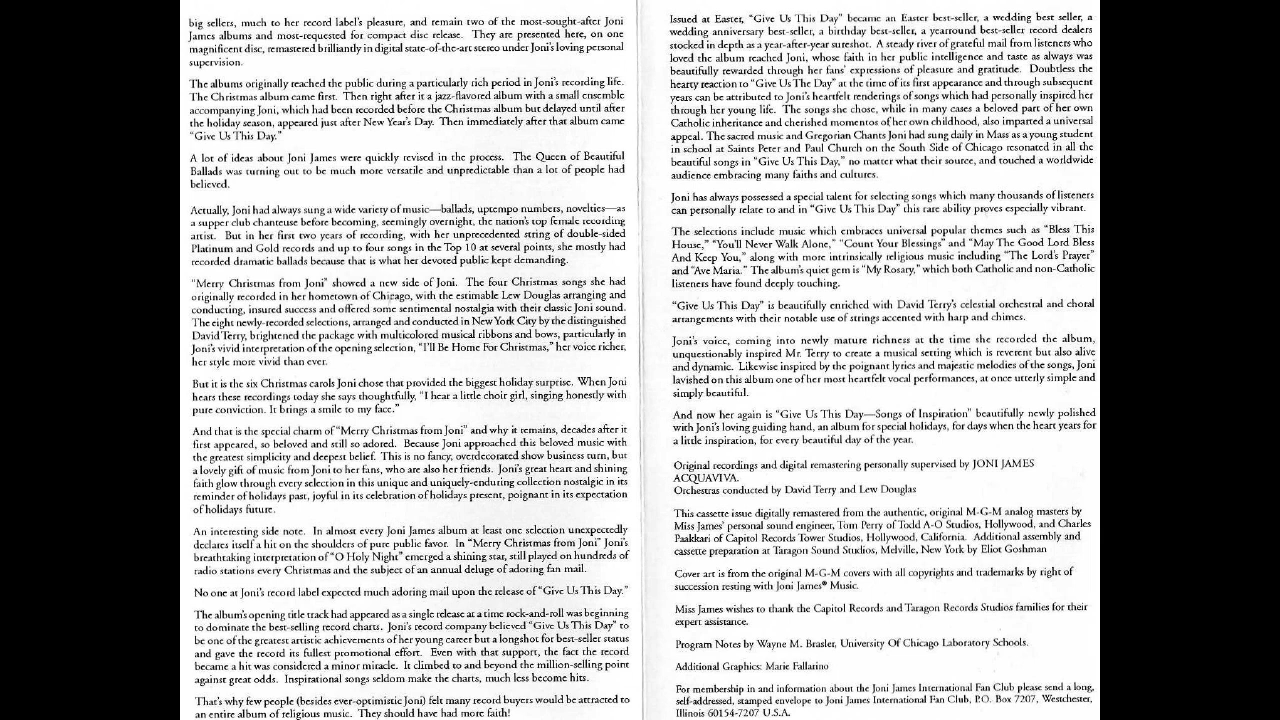 big sellers, much to her record label's pleasure, and remain two of the most-sought-after Joni
James albums and most-requested for compact disc release. They are presented here, on one
magnificent disc, remastered brilliantly in digital state-of-the-art stereo under Joni's loving personal
supervision.
The albums originally reached the public during a particularly rich period in Joni's recording life.
The Christmas album came first. Then right after it a jazz-flavored album with a small ensemble
accompanying Joni, which had been recorded before the Christmas album but delayed until after
the holiday season, appeared just after New Year's Day. Then immediately after that album came
"Give Us This Day."
A lot of ideas about Joni James were quickly revised in the process. The Queen of Beautiful
Ballads was turning out to be much more versatile and unpredictable than a lot of people had
believed.
Actually, Joni had always sung a wide variety of music—ballads, uptempo numbers, novelties—as
a supper club chanteuse before becoming, seemingly overnight, the nation's top female recording
artist. But in her first two years of recording, with her unprecedented string of double-sided
Platinum and Gold records and up to four songs in the Top 10 at several points, she mostly had
recorded dramatic ballads because that is what her devoted public kept demanding.
"Merry Christmas from Joni" showed a new side of Joni. The four Christmas songs she had
originally recorded in her hometown of Chicago, with the estimable Lew Douglas arranging and
conducting, insured success and offered some sentimental nostalgia with their classic Joni sound.
The eight newly-recorded selections, arranged and conducted in New York City by the distinguished
David Terry, brightened the package with multicolored musical ribbons and bows, particularly in
Joni's vivid interpretation of the opening selection, "I'll Be Home For Christmas," her voice richer,
her style more vivid than ever.
But it is the six Christmas carols Joni chose that provided the biggest holiday surprise. When Joni
hears these recordings today she says thoughtfully, "I hear a little choir girl, singing honestly with
pure conviction. It brings a smile to my face."
And that is the special charm of "Merry Christmas from Joni" and why it remains, decades after it
first appeared, so beloved and still so adored. Because Joni approached this beloved music with
the greatest simplicity and deepest belief. This is no fancy, overdecorated show business turn, but
a lovely gift of music from Joni to her fans, who are also her friends. Joni's great heart and shining
faith glow through every selection in this unique and uniquely-enduring collection nostalgic in its
reminder of holidays past, joyful in its celebration of holidays present, poignant in its expectation
of holidays future.
An interesting side note. In almost every Joni James album at least one selection unexpectedly
declares itself a hit on the shoulders of pure public favor. In "Merry Christmas from Joni" Joni's
breathtaking interpretation of "O Holy Night" emerged a shining star, still played on hundreds of
radio stations every Christmas and the subject of an annual deluge of adoring fan mail.
No one at Joni's record label expected much adoring mail upon the release of "Give Us This Day."
The album's opening title track had appeared as a single release at a time rock-and-roll was beginning
to dominate the best-selling record charts. Joni's record company believed "Give Us This Day" to
be one of the greatest artistic achievements of her young career but a longshot for best-seller status
and gave the record its fullest promotional effort. Even with that support, the fact the record
became a hit was considered a minor miracle. It climbed to and beyond the million-selling point
against great odds. Inspirational songs seldom make the charts, much less become hits.
That's why few people (besides ever-optimistic Joni) felt many record buyers would be attracted to
an entire album of religious music. They should have had more faith!
Issued at Easter, "Give Us This Day" became an Easter best-seller, a wedding best seller, a
wedding anniversary best-seller, a birthday best-seller, a yearround best-seller record dealers
stocked in depth as a year-after-year sureshot. A steady river of grateful mail from listeners who
loved the album reached Joni, whose faith in her public intelligence and taste as always was
beautifully rewarded through her fans' expressions of pleasure and gratitude. Doubtless the
hearty reaction to "Give Us The Day" at the time of its first appearance and through subsequent
years can be attributed to Joni's heartfelt renderings of songs which had personally inspired her
through her young life. The songs she chose, while in many cases a beloved part of her own
Catholic inheritance and cherished momentos of her own childhood, also imparted a universal
appeal. The sacred music and Gregorian Chants Joni had sung daily in Mass as a young student
in school at Saints Peter and Paul Church on the South Side of Chicago resonated in all the
beautiful songs in "Give Us This Day," no matter what their source, and touched a worldwide
audience embracing many faiths and cultures.
Joni has always possessed a special talent for selecting songs which many thousands of listeners
can personally relate to and in "Give Us This Day" this rare ability proves especially vibrant.
The selections include music which embraces universal popular themes such as "Bless This
House," "You'll Never Walk Alone," "Count Your Blessings" and "May The Good Lord Bless
And Keep You," along with more intrinsically religious music including "The Lord's Prayer"
and "Ave Maria." The album's quiet gem is "My Rosary," which both Catholic and non-Catholic
listeners have found deeply touching.
"Give Us This Day" is beautifully enriched with David Terry's celestial orchestral and choral
arrangements with their notable use of strings accented with harp and chimes.
Joni's voice, coming into newly mature richness at the time she recorded the album,
unquestionably inspired Mr. Terry to create a musical setting which is reverent but also alive
and dynamic. Likewise inspired by the poignant lyrics and majestic melodies of the songs, Joni
lavished on this album one of her most heartfelt vocal performances, at once utterly simple and
simply beautiful.
And now her again is "Give Us This Day—Songs of Inspiration" beautifully newly polished
with Joni's loving guiding hand, an album for special holidays, for days when the heart years for
a little inspiration, for every beautiful day of the year.
Original recordings and digital remastering personally supervised by JONI JAMES
ACQUAVIVA.
Orchestras conducted by David Terry and Lew Douglas
This cassette issue digitally remastered from the authentic, original M-G-M analog masters by
Miss James' personal sound engineer, Tom Perry of Todd A-O Studios, Hollywood, and Charles
Paakkari of Capitol Records Tower Studios, Hollywood, California. Additional assembly and
cassette preparation at Taragon Sound Studios, Melville, New York by Eliot Goshman
Cover art is from the original M-G-M covers with all copyrights and trademarks by right of
succession resting with Joni James® Music.
Miss James wishes to thank the Capitol Records and Taragon Records Studios families for their
expert assistance.
Program Notes by Wayne M. Brasler, University Of Chicago Laboratory Schools.
Additional Graphics: Marie Fallarino
For membership in and information about the Joni James International Fan Club please send a long,
self-addressed, stamped envelope to Joni James International Fan Club, P.O. Box 7207, Westchester,
Illinois 60154-7207 U.S.A.